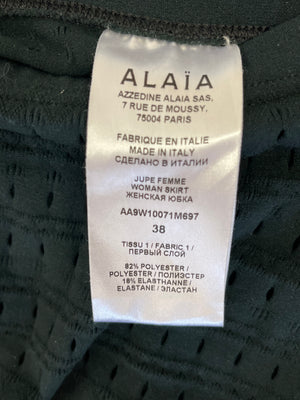 ALAÏA
AZZEDINE ALAIA SAS,
7 RUE DE MOUSSY,
75004 PARIS
FABRIQUE EN ITALIE
MADE IN ITALY
СДЕЛАНО В ИТАЛИИ
JUPE FEMME
WOMAN SKIRT
ЖЕНСКАЯ ЮБКА
AA9W10071M697
38
TISSU 1 / FABRIC 1 /
ПЕРВЫЙ СЛОЙ
82% POLYESTER /
POLYESTER / ПОЛИЭСТЕР
18% ELASTHANNE /
ELASTANE / ЭЛАСТАН